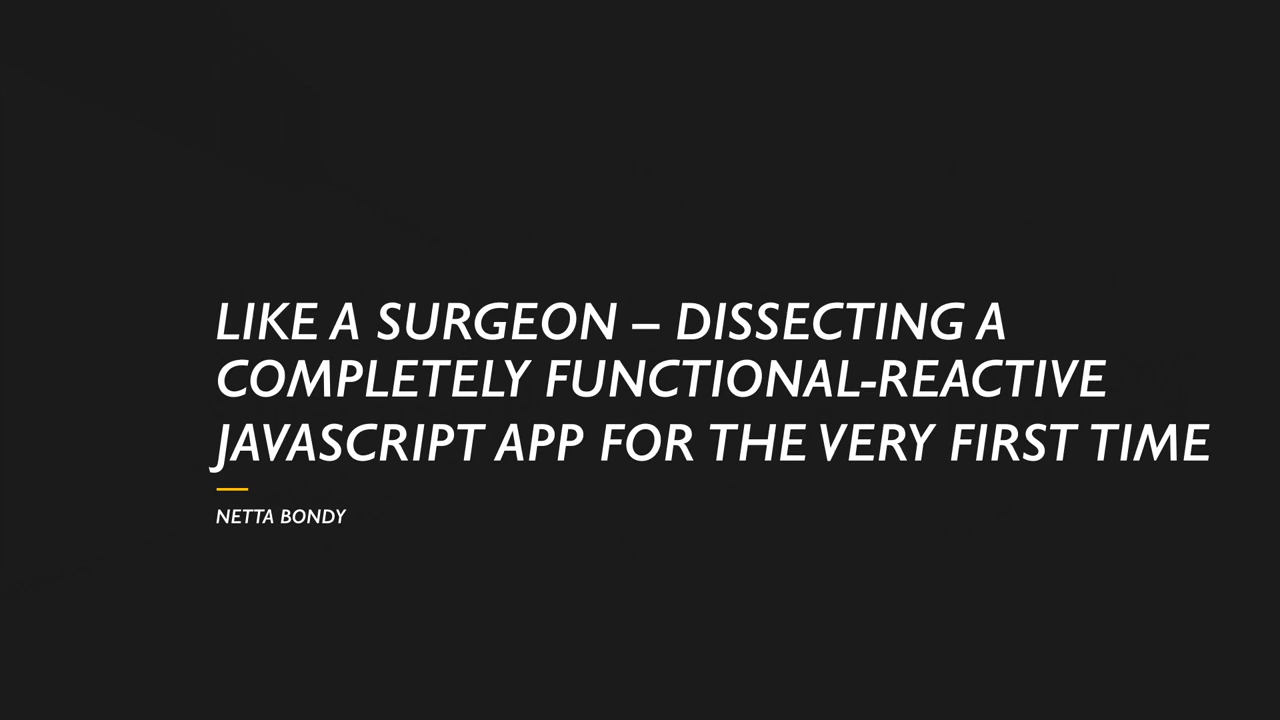 LIKE A SURGEON – DISSECTING A
COMPLETELY FUNCTIONAL-REACTIVE
JAVASCRIPT APP FOR THE VERY FIRST TIME
NETTA BONDY